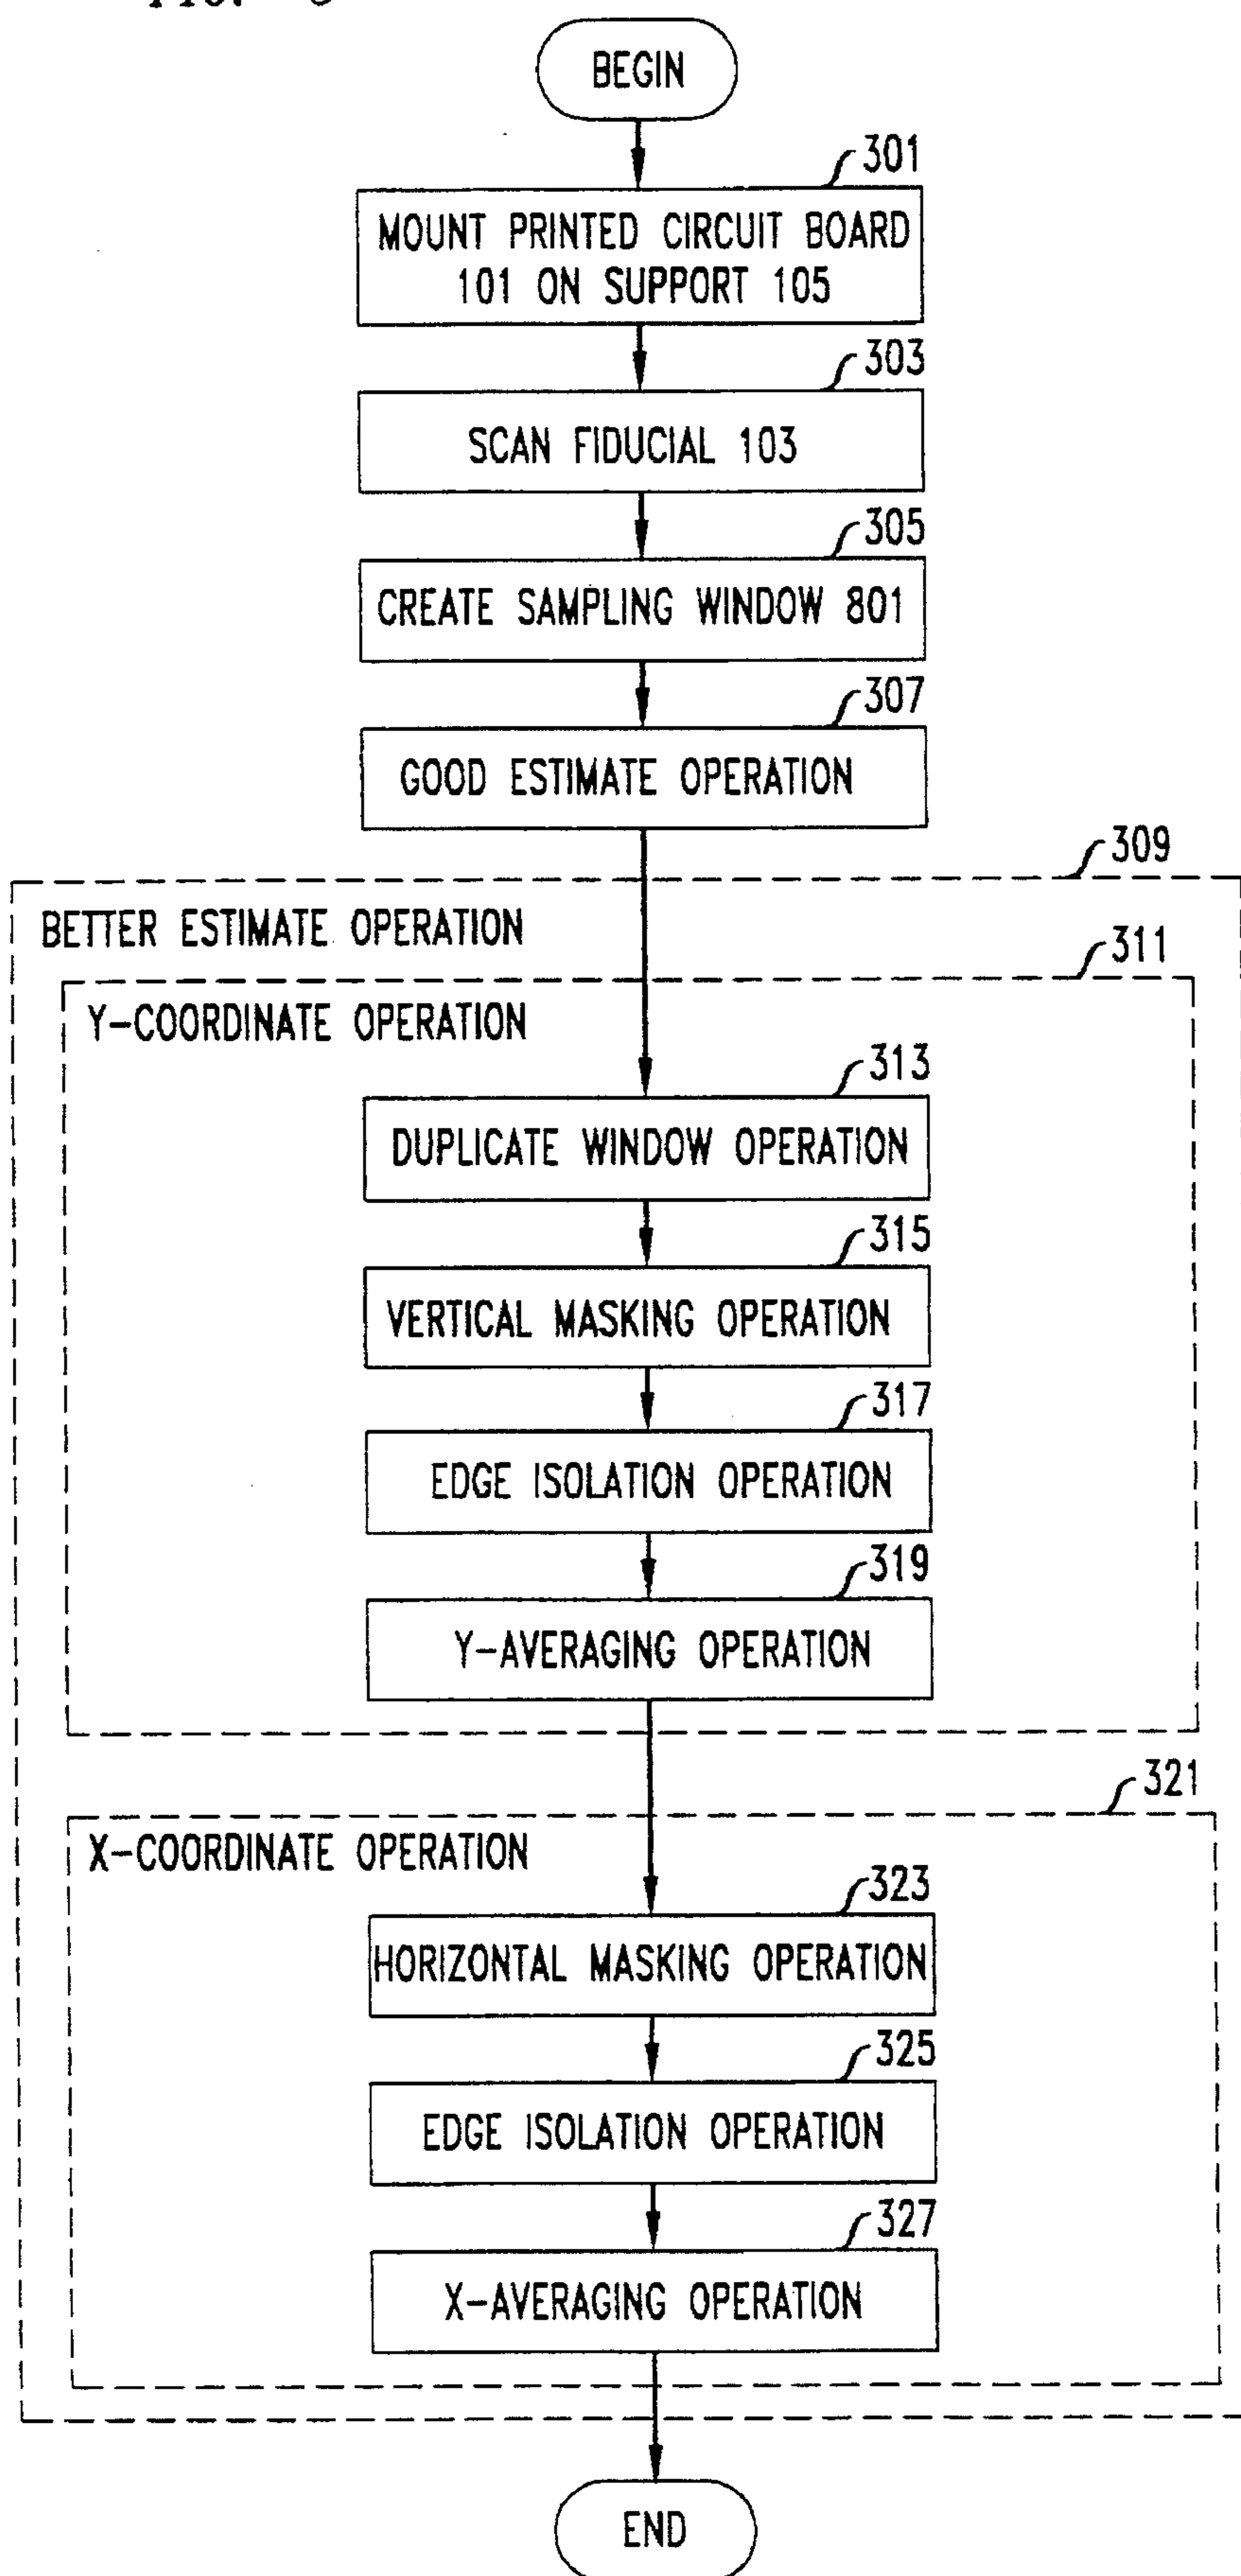 BEGIN
301
MOUNT PRINTED CIRCUIT BOARD
101 ON SUPPORT 105
303
SCAN FIDUCIAL 103
305
CREATE SAMPLING WINDOW 801
307
GOOD ESTIMATE OPERATION
309
BETTER ESTIMATE OPERATION
311
Y-COORDINATE OPERATION
313
DUPLICATE WINDOW OPERATION
315
VERTICAL MASKING OPERATION
317
EDGE ISOLATION OPERATION
319
Y-AVERAGING OPERATION
321
X-COORDINATE OPERATION
323
HORIZONTAL MASKING OPERATION
325
EDGE ISOLATION OPERATION
327
X-AVERAGING OPERATION
END